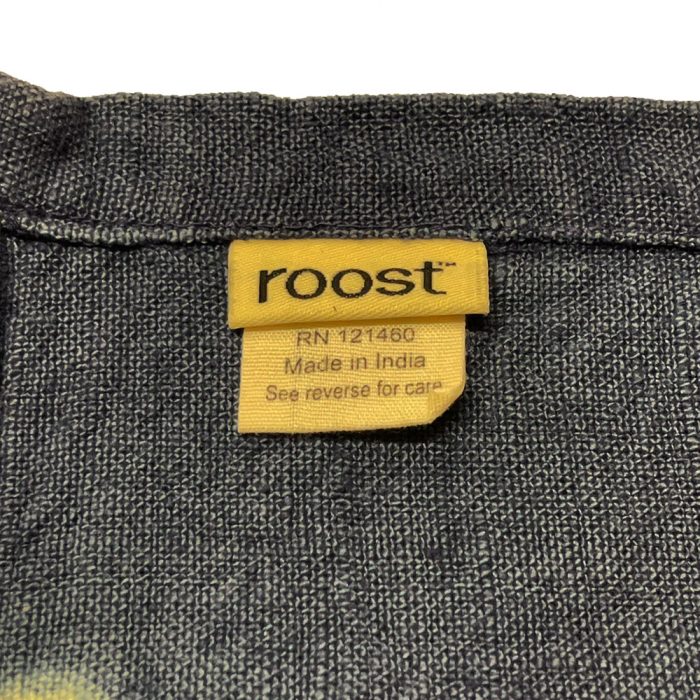 roost™
RN 121460
Made in India
See reverse for care